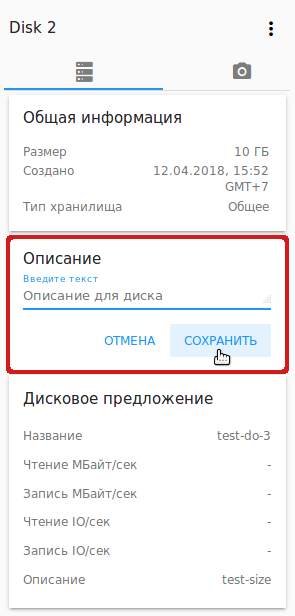 Disk 2
Общая информация
Размер 10 ГБ
Создано 12.04.2018, 15:52
GMT+7
Тип хранилища Общее
Описание
Введите текст
Описание для диска
ОТМЕНА СОХРАНИТЬ
Дисковое предложение
Название test-do-3
Чтение МБайт/сек -
Запись МБайт/сек -
Чтение IO/сек -
Запись IO/сек -
Описание test-size